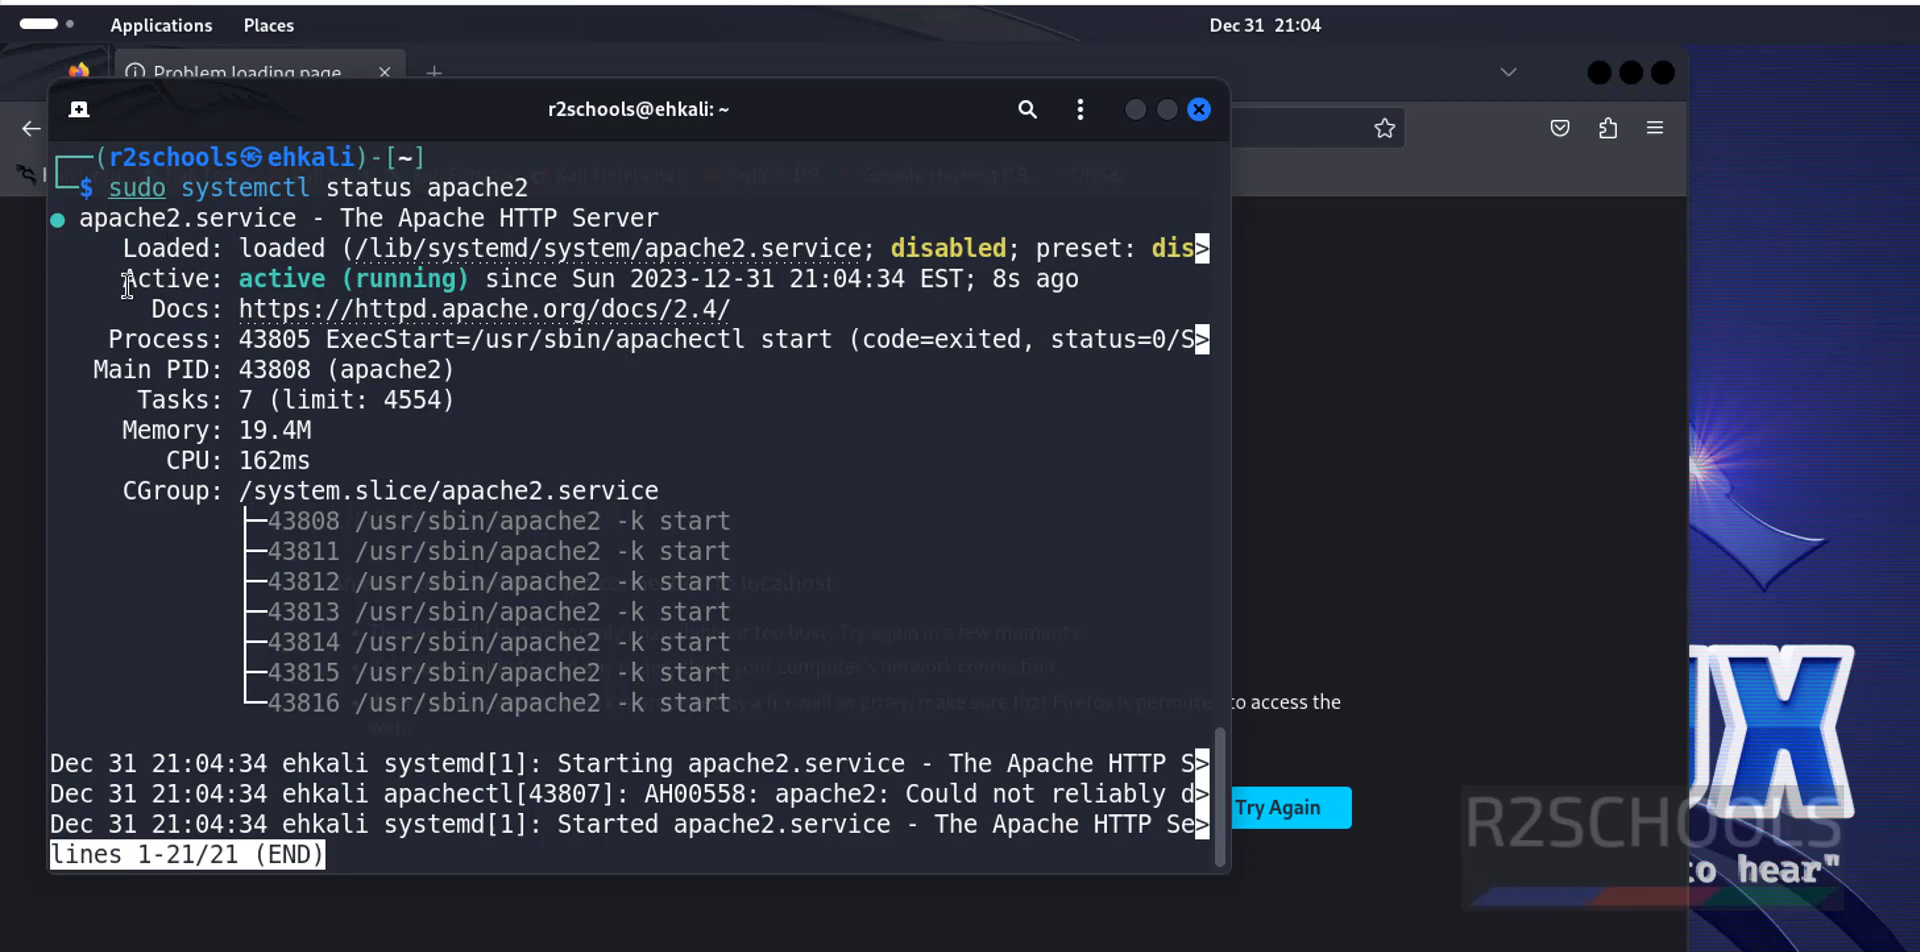 Applications Places Dec 31 21:04
Problem loading page
r2schools@ehkali: ~
┌──(r2schools㉿ehkali)-[~]
└─$ sudo systemctl status apache2
● apache2.service - The Apache HTTP Server
Loaded: loaded (/lib/systemd/system/apache2.service; disabled; preset: dis>
Active: active (running) since Sun 2023-12-31 21:04:34 EST; 8s ago
Docs: https://httpd.apache.org/docs/2.4/
Process: 43805 ExecStart=/usr/sbin/apachectl start (code=exited, status=0/S>
Main PID: 43808 (apache2)
Tasks: 7 (limit: 4554)
Memory: 19.4M
CPU: 162ms
CGroup: /system.slice/apache2.service
├─43808 /usr/sbin/apache2 -k start
├─43811 /usr/sbin/apache2 -k start
├─43812 /usr/sbin/apache2 -k start
├─43813 /usr/sbin/apache2 -k start
├─43814 /usr/sbin/apache2 -k start
├─43815 /usr/sbin/apache2 -k start
└─43816 /usr/sbin/apache2 -k start
to access the
Dec 31 21:04:34 ehkali systemd[1]: Starting apache2.service - The Apache HTTP S>
Dec 31 21:04:34 ehkali apachectl[43807]: AH00558: apache2: Could not reliably d>
Dec 31 21:04:34 ehkali systemd[1]: Started apache2.service - The Apache HTTP Se>
lines 1-21/21 (END)
Try Again
R2SCHOOLS
to hear"